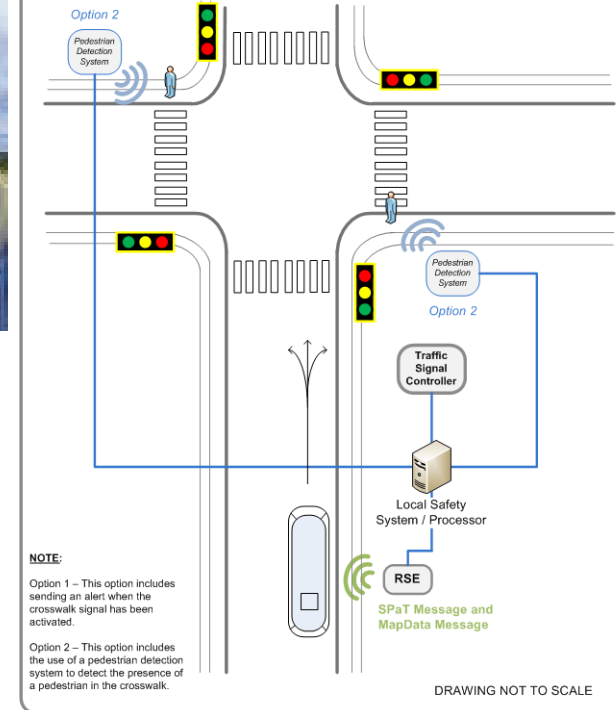 Option 2
Pedestrian
Detection
System
Pedestrian
Detection
System
Option 2
Traffic
Signal
Controller
Local Safety
System / Processor
RSE
SPaT Message and
MapData Message
NOTE:
Option 1 – This option includes
sending an alert when the
crosswalk signal has been
activated.
Option 2 – This option includes
the use of a pedestrian detection
system to detect the presence of
a pedestrian in the crosswalk.
DRAWING NOT TO SCALE